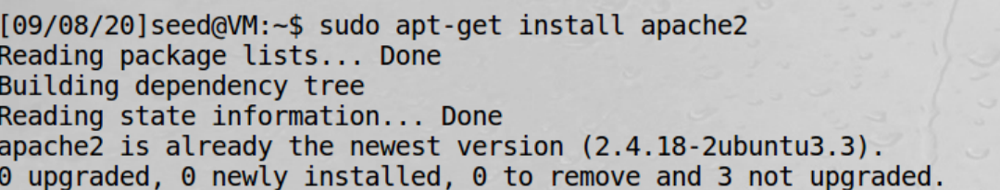 [09/08/20]seed@VM:~$ sudo apt-get install apache2
Reading package lists... Done
Building dependency tree
Reading state information... Done
apache2 is already the newest version (2.4.18-2ubuntu3.3).
0 upgraded, 0 newly installed, 0 to remove and 3 not upgraded.